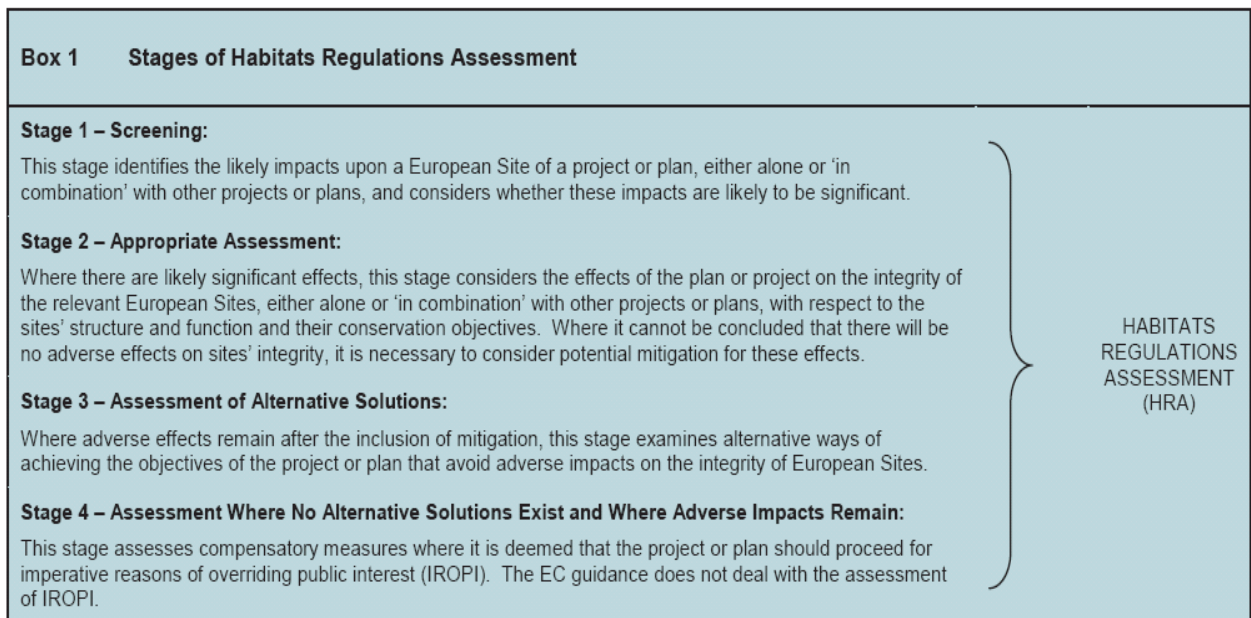 Box 1 Stages of Habitats Regulations Assessment
Stage 1 – Screening:
This stage identifies the likely impacts upon a European Site of a project or plan, either alone or ‘in
combination’ with other projects or plans, and considers whether these impacts are likely to be significant.
Stage 2 – Appropriate Assessment:
Where there are likely significant effects, this stage considers the effects of the plan or project on the integrity of
the relevant European Sites, either alone or ‘in combination’ with other projects or plans, with respect to the
sites’ structure and function and their conservation objectives.  Where it cannot be concluded that there will be
no adverse effects on sites’ integrity, it is necessary to consider potential mitigation for these effects.
Stage 3 – Assessment of Alternative Solutions:
Where adverse effects remain after the inclusion of mitigation, this stage examines alternative ways of
achieving the objectives of the project or plan that avoid adverse impacts on the integrity of European Sites.
Stage 4 – Assessment Where No Alternative Solutions Exist and Where Adverse Impacts Remain:
This stage assesses compensatory measures where it is deemed that the project or plan should proceed for
imperative reasons of overriding public interest (IROPI).  The EC guidance does not deal with the assessment
of IROPI.
HABITATS
REGULATIONS
ASSESSMENT
(HRA)